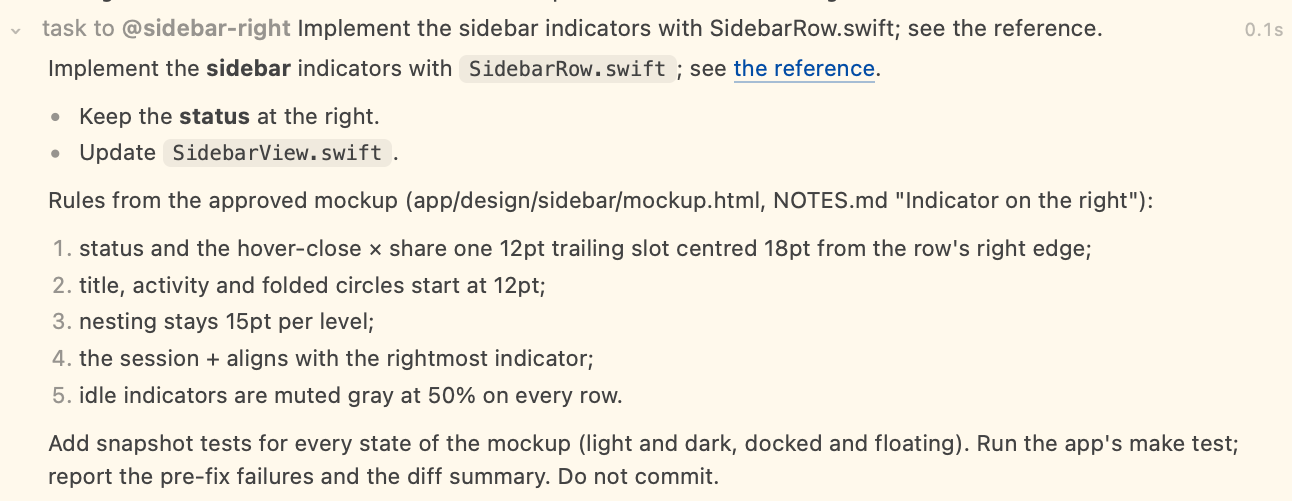 task to @sidebar-right Implement the sidebar indicators with SidebarRow.swift; see the reference. 0.1s
Implement the sidebar indicators with SidebarRow.swift; see the reference.
• Keep the status at the right.
• Update SidebarView.swift.
Rules from the approved mockup (app/design/sidebar/mockup.html, NOTES.md "Indicator on the right"):
1. status and the hover-close × share one 12pt trailing slot centred 18pt from the row's right edge;
2. title, activity and folded circles start at 12pt;
3. nesting stays 15pt per level;
4. the session + aligns with the rightmost indicator;
5. idle indicators are muted gray at 50% on every row.
Add snapshot tests for every state of the mockup (light and dark, docked and floating). Run the app's make test;
report the pre-fix failures and the diff summary. Do not commit.